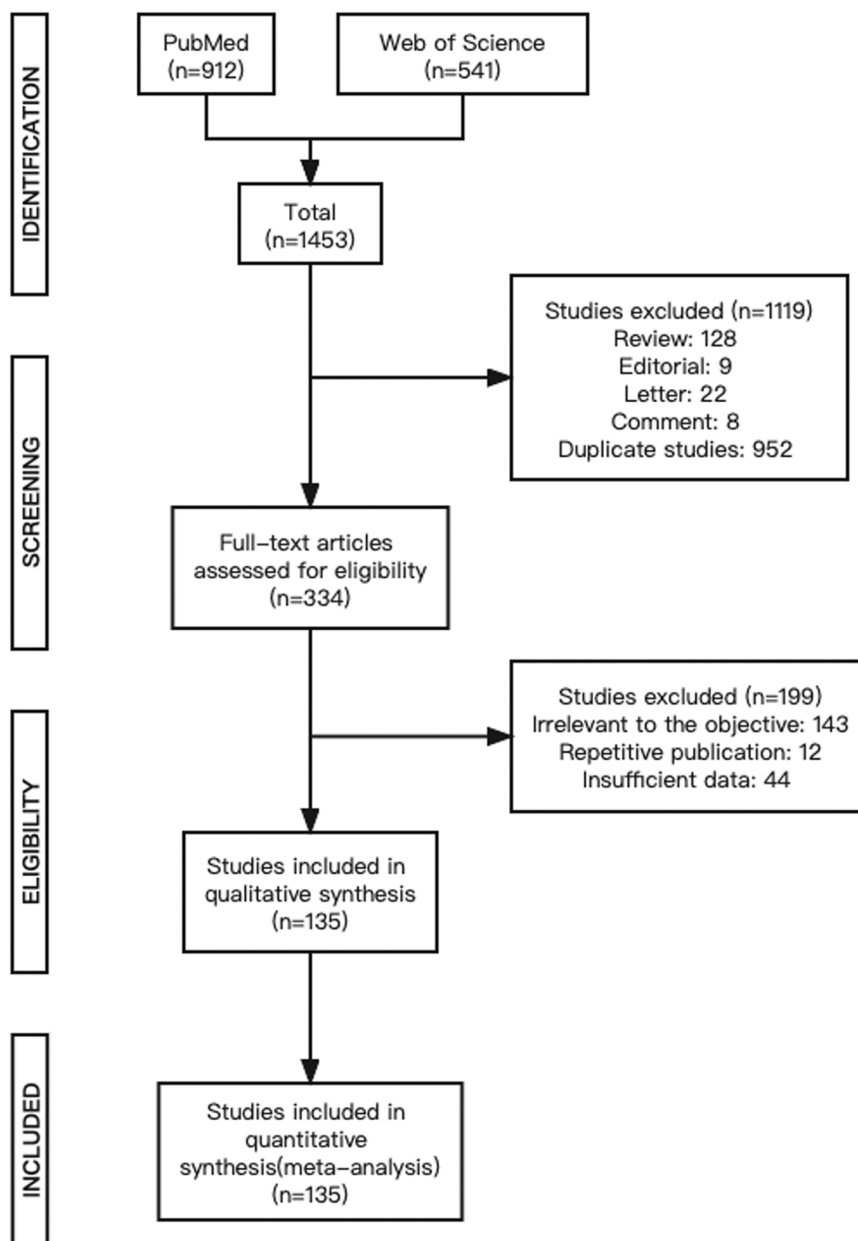 IDENTIFICATION
PubMed
(n=912)
Web of Science
(n=541)
Total
(n=1453)
Studies excluded (n=1119)
Review: 128
Editorial: 9
Letter: 22
Comment: 8
Duplicate studies: 952
SCREENING
Full-text articles
assessed for eligibility
(n=334)
Studies excluded (n=199)
Irrelevant to the objective: 143
Repetitive publication: 12
Insufficient data: 44
ELIGIBILITY
Studies included in
qualitative synthesis
(n=135)
INCLUDED
Studies included in
quantitative
synthesis(meta-analysis)
(n=135)